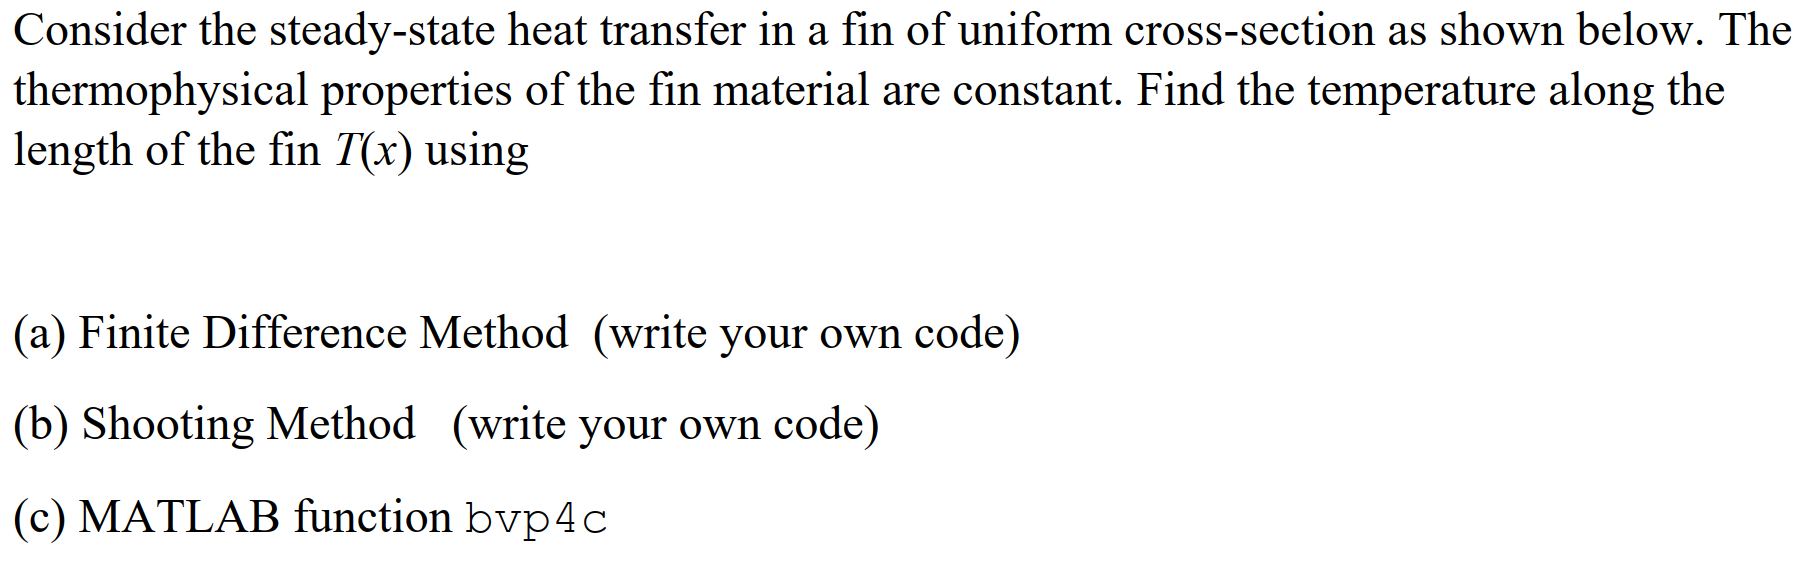 Consider the steady-state heat transfer in a fin of uniform cross-section as shown below. The
thermophysical properties of the fin material are constant. Find the temperature along the
length of the fin T(x) using
(a) Finite Difference Method (write your own code)
(b) Shooting Method (write your own code)
(c) MATLAB function bvp4c